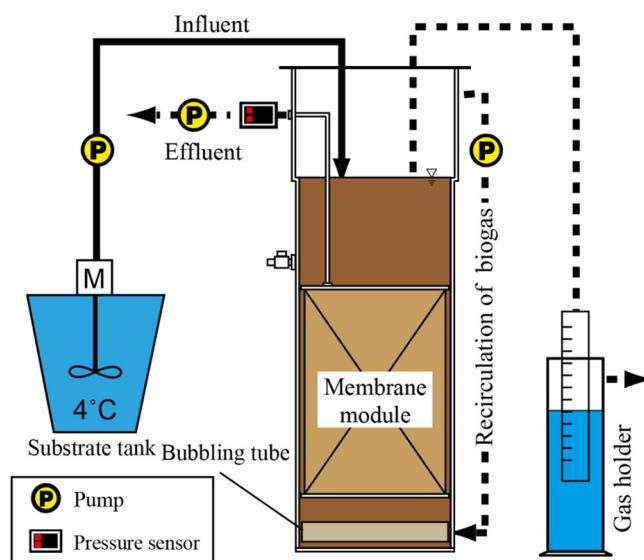 Influent
P
P
Effluent
P
M
4°C
Substrate tank
Bubbling tube
Membrane
module
Recirculation of biogas
Gas holder
P
Pump
Pressure sensor